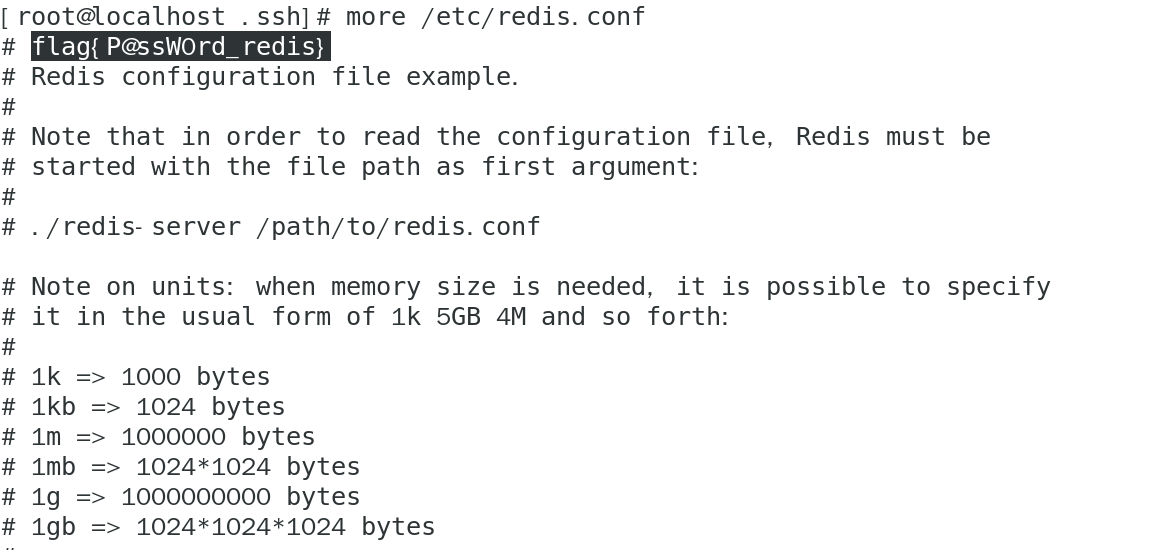 [root@localhost .ssh]# more /etc/redis.conf
# flag{P@ssW0rd_redis}
# Redis configuration file example.
#
# Note that in order to read the configuration file, Redis must be
# started with the file path as first argument:
#
# ./redis-server /path/to/redis.conf

# Note on units: when memory size is needed, it is possible to specify
# it in the usual form of 1k 5GB 4M and so forth:
#
# 1k => 1000 bytes
# 1kb => 1024 bytes
# 1m => 1000000 bytes
# 1mb => 1024*1024 bytes
# 1g => 1000000000 bytes
# 1gb => 1024*1024*1024 bytes
#